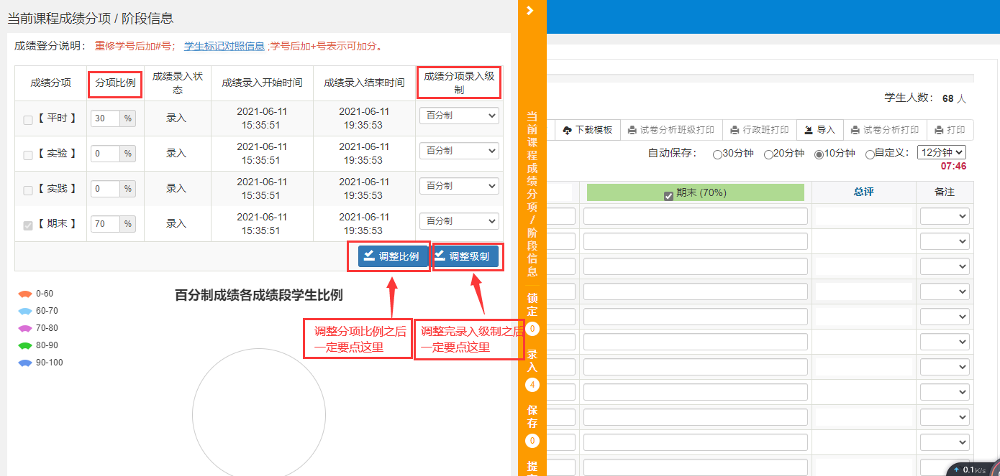 当前课程成绩分项 / 阶段信息
成绩登分说明： 重修学号后加#号； 学生标记对照信息 ;学号后加+号表示可加分。
成绩分项 分项比例 成绩录入状态 成绩录入开始时间 成绩录入结束时间 成绩分项录入级制
【 平时 】 30 % 录入 2021-06-11 15:35:51 2021-06-11 19:35:53 百分制
【 实验 】 0 % 录入 2021-06-11 15:35:51 2021-06-11 19:35:53 百分制
【 实践 】 0 % 录入 2021-06-11 15:35:51 2021-06-11 19:35:53 百分制
【 期末 】 70 % 录入 2021-06-11 15:35:51 2021-06-11 19:35:53 百分制
调整比例 调整级制
百分制成绩各成绩段学生比例
0-60
60-70
70-80
80-90
90-100
调整分项比例之后
一定要点这里
调整完录入级制之后
一定要点这里
当前课程成绩分项/阶段信息
锁定
0
录入
4
保存
0
提
学生人数： 68 人
下载模板 试卷分析班级打印 行政班打印 导入 试卷分析打印 打印
自动保存： 30分钟 20分钟 10分钟 自定义： 12分钟
07:46
期末 (70%) 总评 备注
0.1K/s